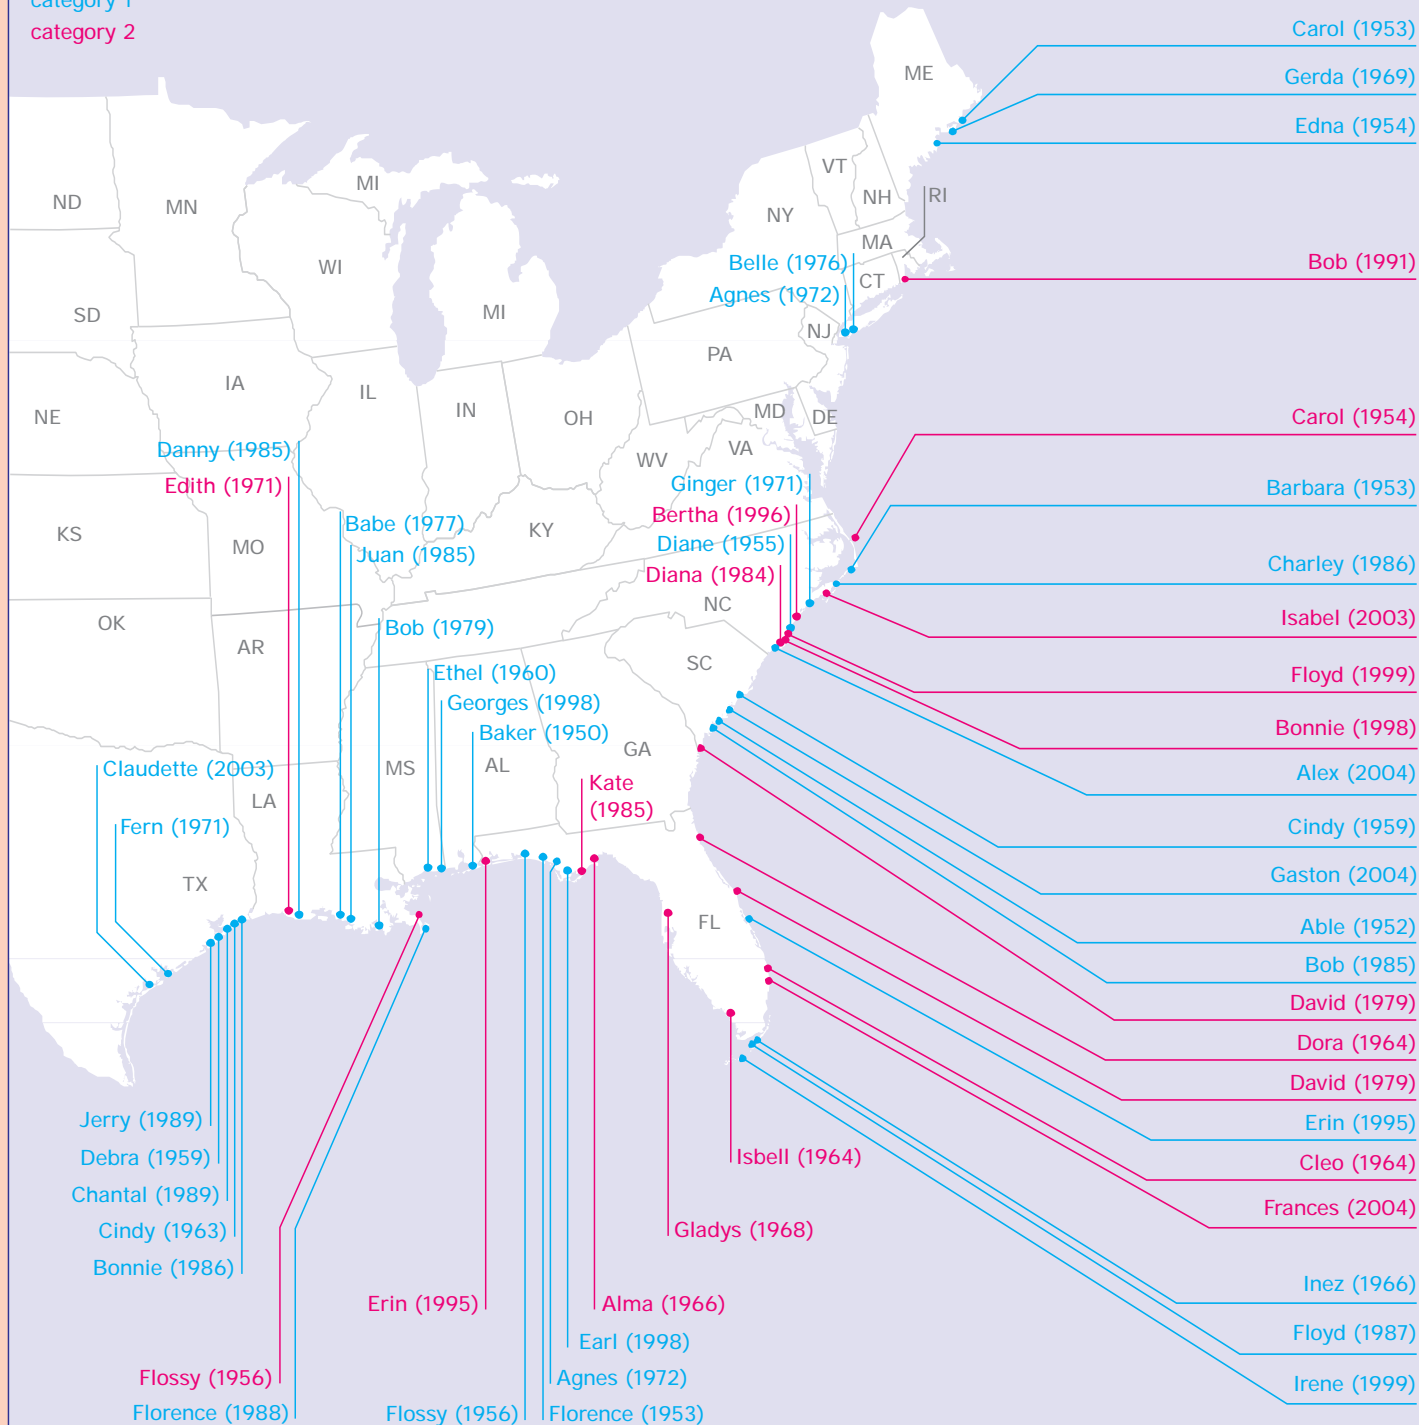 category 1
category 2
Carol (1953)
Gerda (1969)
Edna (1954)
ME
VT
NH
RI
NY
MA
CT
MI
ND
MN
WI
MI
SD
Belle (1976)
Agnes (1972)
Bob (1991)
NJ
PA
IA
IL
IN
OH
NE
MD
DE
Carol (1954)
WV
VA
Danny (1985)
Edith (1971)
Ginger (1971)
Bertha (1996)
Diane (1955)
Diana (1984)
Barbara (1953)
KS
MO
Babe (1977)
Juan (1985)
KY
Charley (1986)
NC
Isabel (2003)
OK
AR
Bob (1979)
SC
Floyd (1999)
Ethel (1960)
Georges (1998)
Baker (1950)
Bonnie (1998)
GA
MS
AL
Alex (2004)
Claudette (2003)
LA
Kate
(1985)
Fern (1971)
Cindy (1959)
TX
Gaston (2004)
FL
Able (1952)
Bob (1985)
David (1979)
Dora (1964)
David (1979)
Erin (1995)
Cleo (1964)
Frances (2004)
Jerry (1989)
Debra (1959)
Chantal (1989)
Cindy (1963)
Bonnie (1986)
Isbell (1964)
Gladys (1968)
Inez (1966)
Floyd (1987)
Irene (1999)
Erin (1995)
Alma (1966)
Earl (1998)
Agnes (1972)
Flossy (1956)
Florence (1988)
Flossy (1956)
Florence (1953)